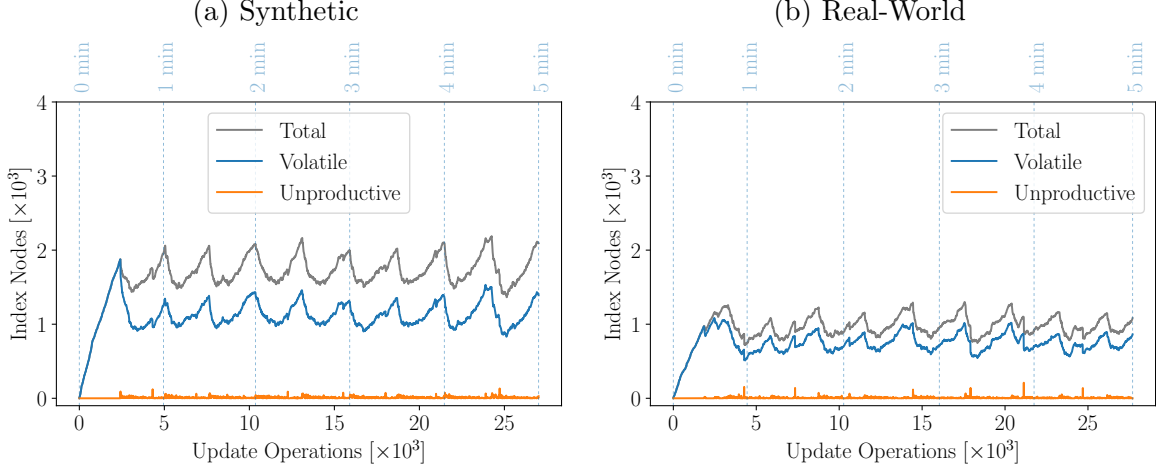 (a) Synthetic
0 min
1 min
2 min
3 min
4 min
5 min
4
3
2
1
0
Index Nodes [×10³]
Total
Volatile
Unproductive
0
5
10
15
20
25
Update Operations [×10³]
(b) Real-World
0 min
1 min
2 min
3 min
4 min
5 min
4
3
2
1
0
Index Nodes [×10³]
Total
Volatile
Unproductive
0
5
10
15
20
25
Update Operations [×10³]